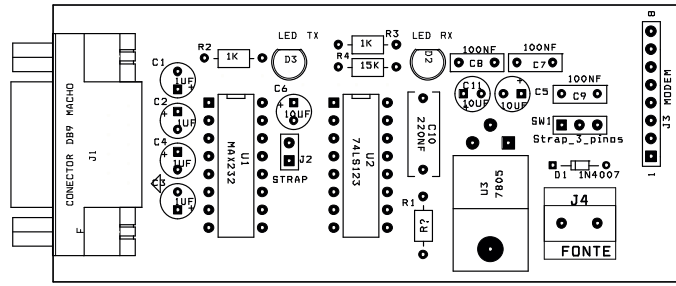 CONECTOR DB9 MACHO
J1
F
C1
1UF
+
C2
1UF
+
C4
1UF
+
C3
1UF
+
R2
1K
LED TX
D3
C6
+
10UF
U1
MAX232
J2
STRAP
R3
1K
R4
15K
LED RX
D2
U2
74LS123
C10
220NF
R1
R?
100NF
C8
100NF
C7
C11
+
10UF
+
10UF
C5
100NF
C9
SW1
Strap_3_pinos
U3
7805
D1 1N4007
J4
FONTE
8
J3 MODEM
1